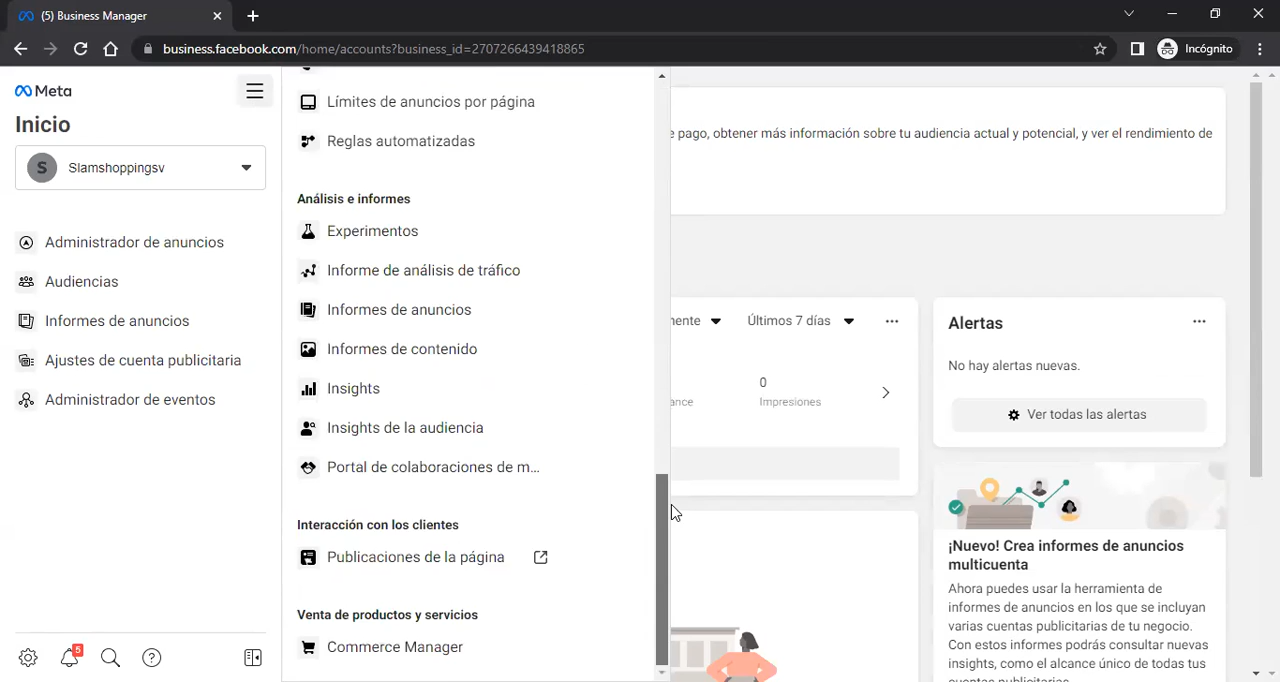 (5) Business Manager
business.facebook.com/home/accounts?business_id=2707266439418865
Incógnito
Meta
Inicio
S Slamshoppingsv
Administrador de anuncios
Audiencias
Informes de anuncios
Ajustes de cuenta publicitaria
Administrador de eventos
5
Límites de anuncios por página
Reglas automatizadas
Análisis e informes
Experimentos
Informe de análisis de tráfico
Informes de anuncios
Informes de contenido
Insights
Insights de la audiencia
Portal de colaboraciones de m...
Interacción con los clientes
Publicaciones de la página
Venta de productos y servicios
Commerce Manager
pago, obtener más información sobre tu audiencia actual y potencial, y ver el rendimiento de
Últimos 7 días
0
Impresiones
Alertas
No hay alertas nuevas.
Ver todas las alertas
¡Nuevo! Crea informes de anuncios
multicuenta
Ahora puedes usar la herramienta de
informes de anuncios en los que se incluyan
varias cuentas publicitarias de tu negocio.
Con estos informes podrás consultar nuevas
insights, como el alcance único de todas tus
cuentas publicitarias